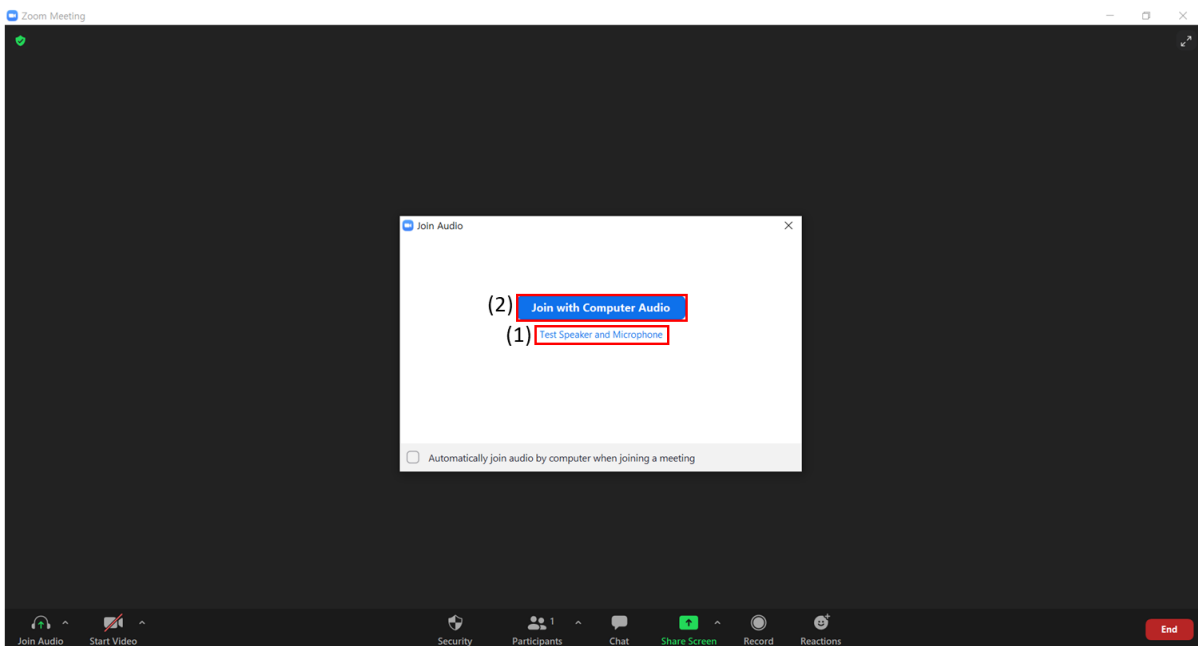 Zoom Meeting
Join Audio
(2) Join with Computer Audio
(1) Test Speaker and Microphone
Automatically join audio by computer when joining a meeting
1
Join Audio Start Video Security Participants Chat Share Screen Record Reactions End